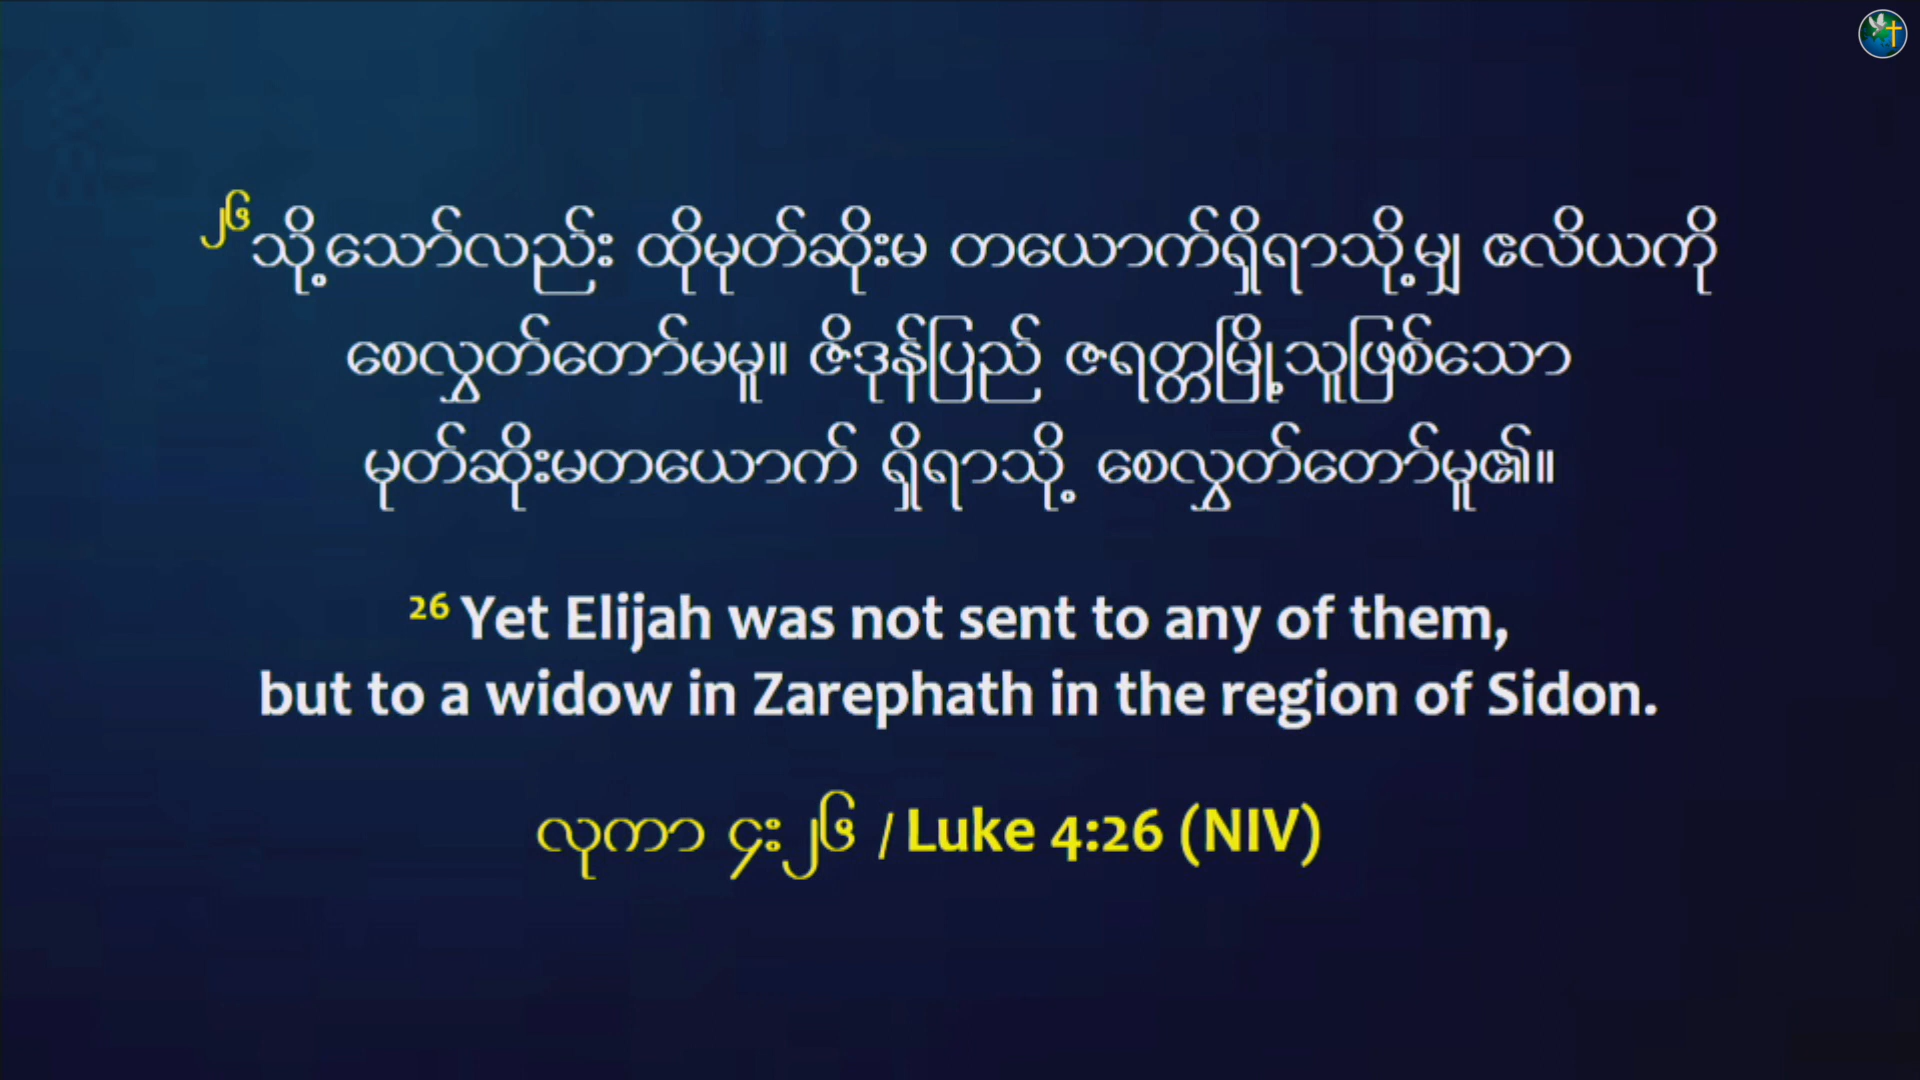 ၂၆သို့သော်လည်း ထိုမုတ်ဆိုးမ တယောက်ရှိရာသို့မျှ ဧလိယကို
စေလွှတ်တော်မမူ။ ဇိဒုန်ပြည် ဇရတ္တမြို့သူဖြစ်သော
မုတ်ဆိုးမတယောက် ရှိရာသို့ စေလွှတ်တော်မူ၏။
26 Yet Elijah was not sent to any of them,
but to a widow in Zarephath in the region of Sidon.
လုကာ ၄း၂၆ / Luke 4:26 (NIV)